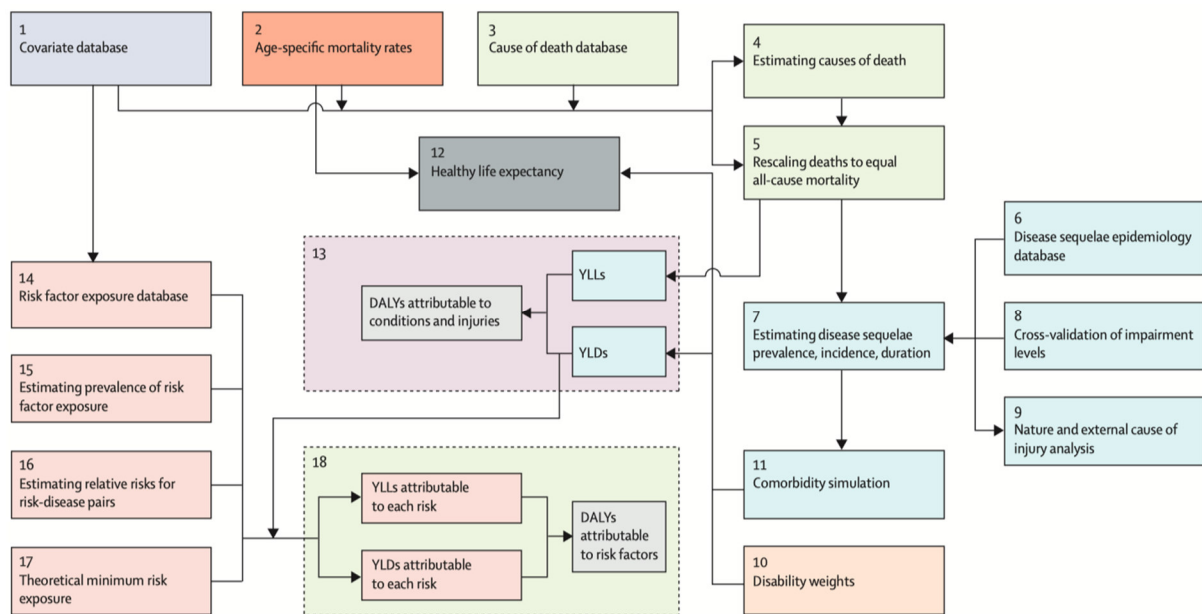 1
Covariate database
2
Age-specific mortality rates
3
Cause of death database
4
Estimating causes of death
5
Rescaling deaths to equal
all-cause mortality
12
Healthy life expectancy
6
Disease sequelae epidemiology
database
13
YLLs
DALYs attributable to
conditions and injuries
YLDs
14
Risk factor exposure database
7
Estimating disease sequelae
prevalence, incidence, duration
8
Cross-validation of impairment
levels
15
Estimating prevalence of risk
factor exposure
9
Nature and external cause of
injury analysis
16
Estimating relative risks for
risk-disease pairs
18
YLLs attributable
to each risk
DALYs
attributable
to risk factors
YLDs attributable
to each risk
11
Comorbidity simulation
17
Theoretical minimum risk
exposure
10
Disability weights